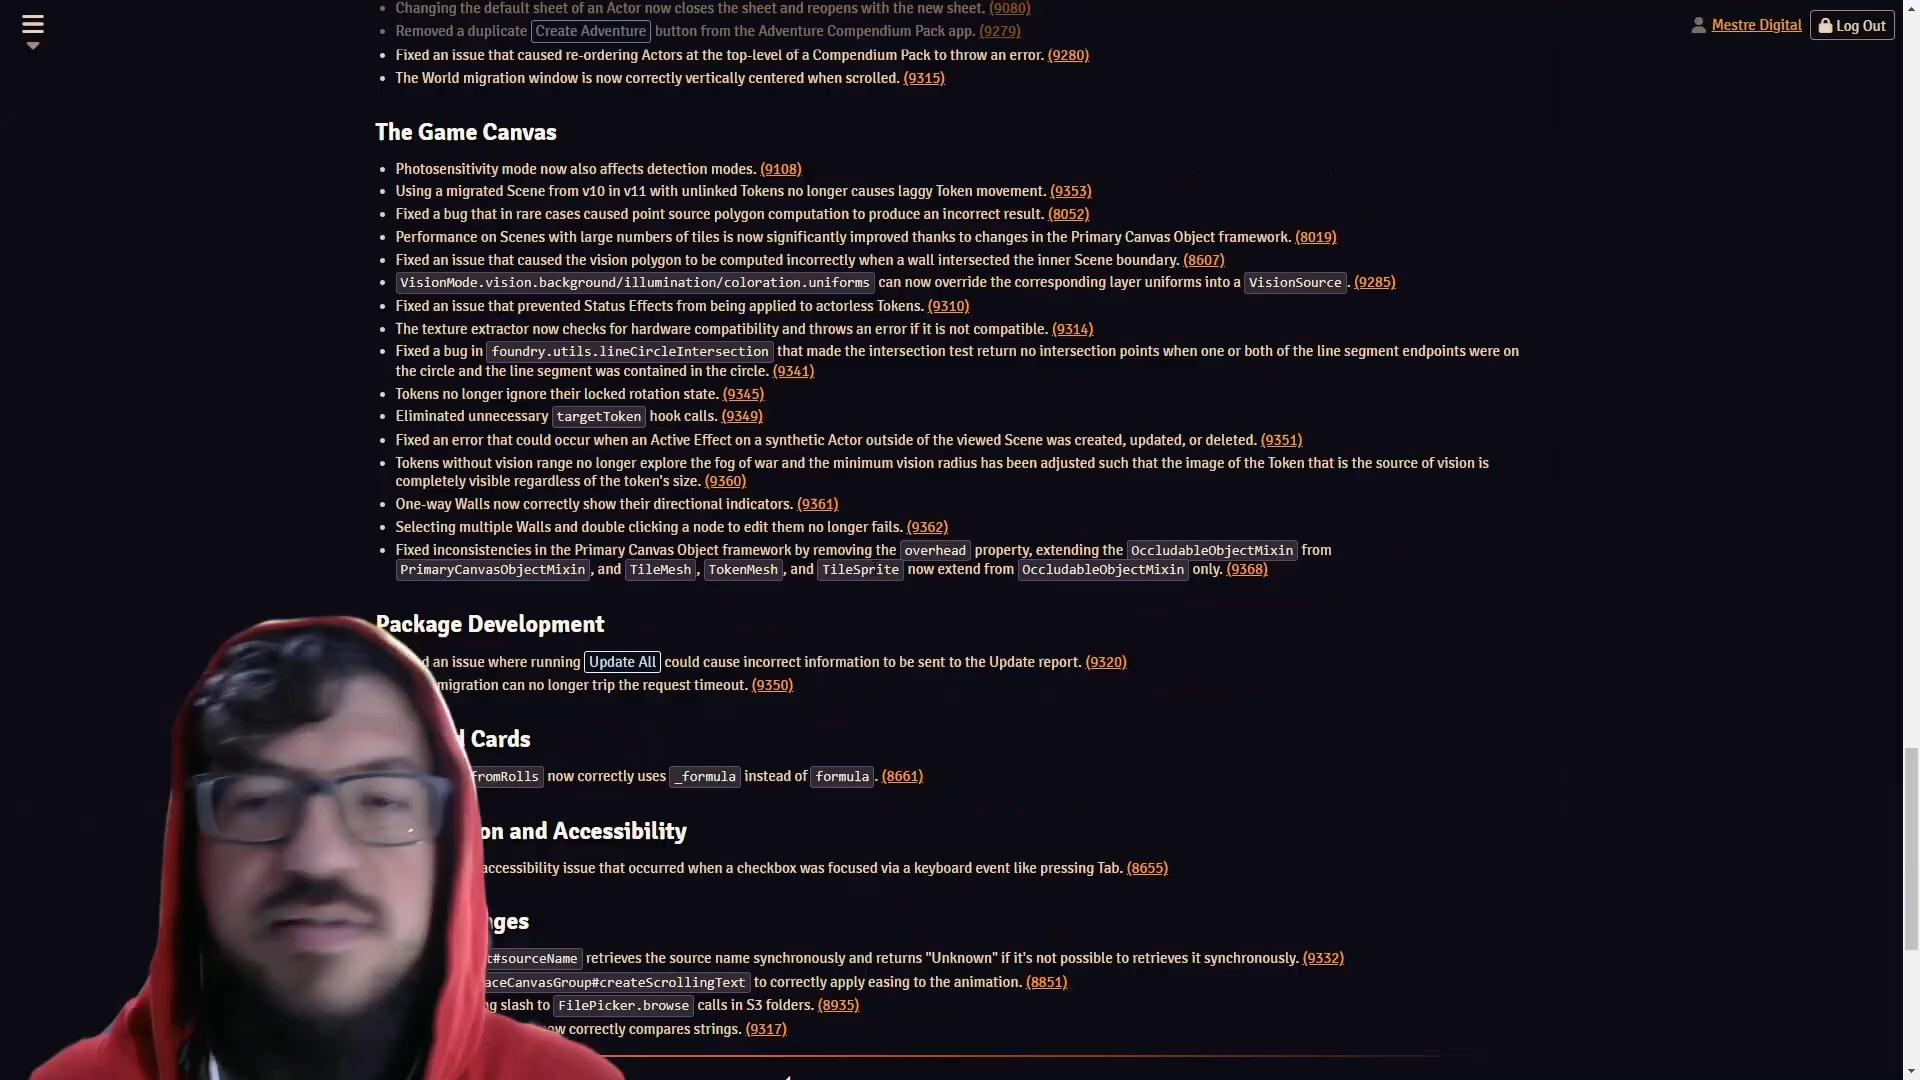 Changing the default sheet of an Actor now closes the sheet and reopens with the new sheet. (9080)
Mestre Digital
Log Out
Removed a duplicate Create Adventure button from the Adventure Compendium Pack app. (9279)
Fixed an issue that caused re-ordering Actors at the top-level of a Compendium Pack to throw an error. (9280)
The World migration window is now correctly vertically centered when scrolled. (9315)
The Game Canvas
Photosensitivity mode now also affects detection modes. (9108)
Using a migrated Scene from v10 in v11 with unlinked Tokens no longer causes laggy Token movement. (9353)
Fixed a bug that in rare cases caused point source polygon computation to produce an incorrect result. (8052)
Performance on Scenes with large numbers of tiles is now significantly improved thanks to changes in the Primary Canvas Object framework. (8019)
Fixed an issue that caused the vision polygon to be computed incorrectly when a wall intersected the inner Scene boundary. (8607)
VisionMode.vision.background/illumination/coloration.uniforms can now override the corresponding layer uniforms into a VisionSource. (9285)
Fixed an issue that prevented Status Effects from being applied to actorless Tokens. (9310)
The texture extractor now checks for hardware compatibility and throws an error if it is not compatible. (9314)
Fixed a bug in foundry.utils.lineCircleIntersection that made the intersection test return no intersection points when one or both of the line segment endpoints were on
the circle and the line segment was contained in the circle. (9341)
Tokens no longer ignore their locked rotation state. (9345)
Eliminated unnecessary targetToken hook calls. (9349)
Fixed an error that could occur when an Active Effect on a synthetic Actor outside of the viewed Scene was created, updated, or deleted. (9351)
Tokens without vision range no longer explore the fog of war and the minimum vision radius has been adjusted such that the image of the Token that is the source of vision is
completely visible regardless of the token's size. (9360)
One-way Walls now correctly show their directional indicators. (9361)
Selecting multiple Walls and double clicking a node to edit them no longer fails. (9362)
Fixed inconsistencies in the Primary Canvas Object framework by removing the overhead property, extending the OccludableObjectMixin from
PrimaryCanvasObjectMixin, and TileMesh, TokenMesh, and TileSprite now extend from OccludableObjectMixin only. (9368)
Package Development
d an issue where running Update All could cause incorrect information to be sent to the Update report. (9320)
migration can no longer trip the request timeout. (9350)
d Cards
fromRolls now correctly uses _formula instead of formula. (8661)
on and Accessibility
accessibility issue that occurred when a checkbox was focused via a keyboard event like pressing Tab. (8655)
nges
t#sourceName retrieves the source name synchronously and returns "Unknown" if it's not possible to retrieves it synchronously. (9332)
aceCanvasGroup#createScrollingText to correctly apply easing to the animation. (8851)
ng slash to FilePicker.browse calls in S3 folders. (8935)
ow correctly compares strings. (9317)